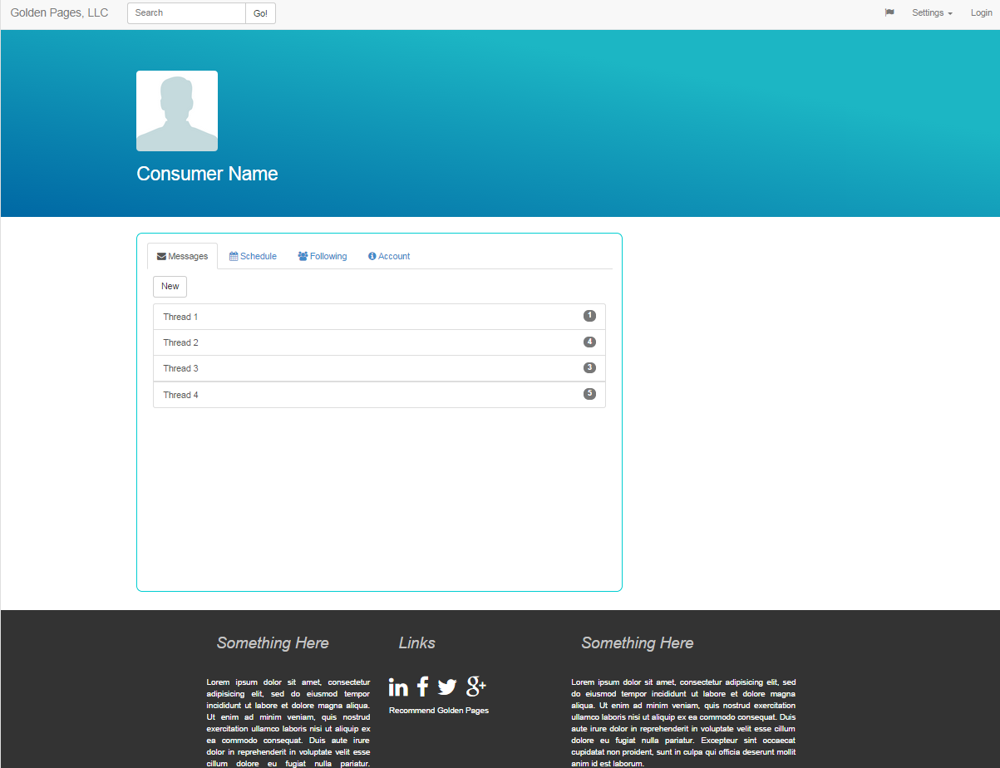 Golden Pages, LLC
Search
Go!
Settings
Login
Consumer Name
Messages
Schedule
Following
Account
New
Thread 1
1
Thread 2
4
Thread 3
3
Thread 4
5
Something Here
Lorem ipsum dolor sit amet, consectetur
adipisicing elit, sed do eiusmod tempor
incididunt ut labore et dolore magna aliqua.
Ut enim ad minim veniam, quis nostrud
exercitation ullamco laboris nisi ut aliquip ex
ea commodo consequat. Duis aute irure
dolor in reprehenderit in voluptate velit esse
cillum dolore eu fugiat nulla pariatur.
Links
in f g+
Recommend Golden Pages
Something Here
Lorem ipsum dolor sit amet, consectetur adipisicing elit, sed
do eiusmod tempor incididunt ut labore et dolore magna
aliqua. Ut enim ad minim veniam, quis nostrud exercitation
ullamco laboris nisi ut aliquip ex ea commodo consequat. Duis
aute irure dolor in reprehenderit in voluptate velit esse cillum
dolore eu fugiat nulla pariatur. Excepteur sint occaecat
cupidatat non proident, sunt in culpa qui officia deserunt mollit
anim id est laborum.